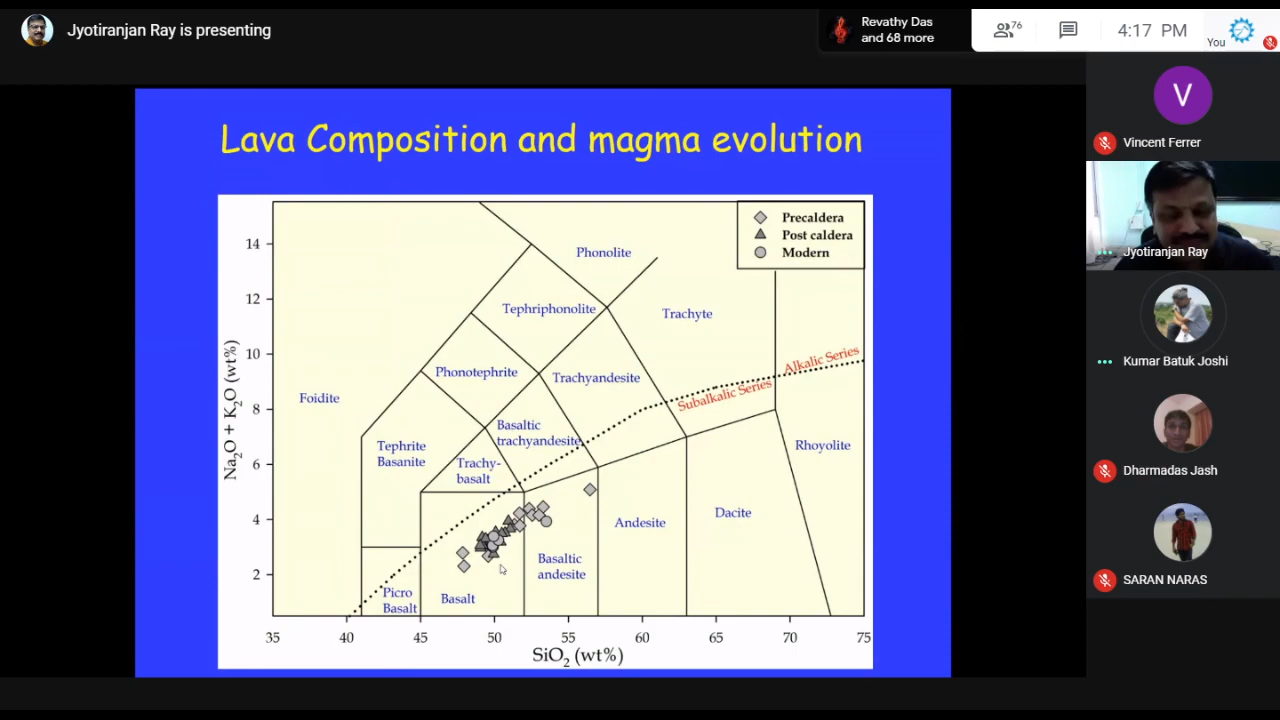 Jyotiranjan Ray is presenting
Revathy Das
and 68 more
76
4:17 PM
You
V
Vincent Ferrer
Jyotiranjan Ray
Kumar Batuk Joshi
Dharmadas Jash
SARAN NARAS
Lava Composition and magma evolution
Precaldera
Post caldera
Modern
Na2O + K2O (wt%)
14
12
10
8
6
4
2
Phonolite
Tephriphonolite
Trachyte
Phonotephrite
Trachyandesite
Alkalic Series
Subalkalic Series
Foidite
Basaltic
trachyandesite
Tephrite
Basanite
Trachy-
basalt
Rhoyolite
Andesite
Dacite
Basaltic
andesite
Picro
Basalt
Basalt
35
40
45
50
55
60
65
70
75
SiO2 (wt%)